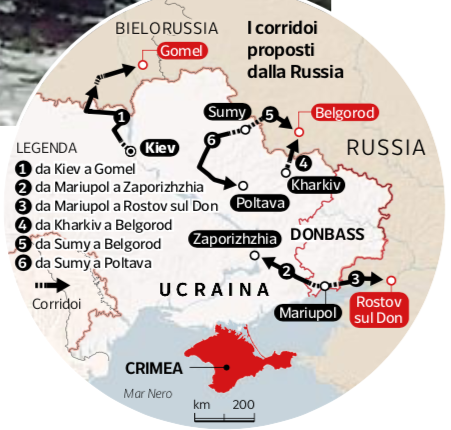 BIELORUSSIA
Gomel
I corridoi
proposti
dalla Russia
Sumy
5
Belgorod
RUSSIA
1
6
Kiev
4
Kharkiv
Poltava
LEGENDA
1 da Kiev a Gomel
2 da Mariupol a Zaporizhzhia
3 da Mariupol a Rostov sul Don
4 da Kharkiv a Belgorod
5 da Sumy a Belgorod
6 da Sumy a Poltava
Corridoi
Zaporizhzhia
DONBASS
UCRAINA
2
3
Mariupol
Rostov
sul Don
CRIMEA
Mar Nero
km 200